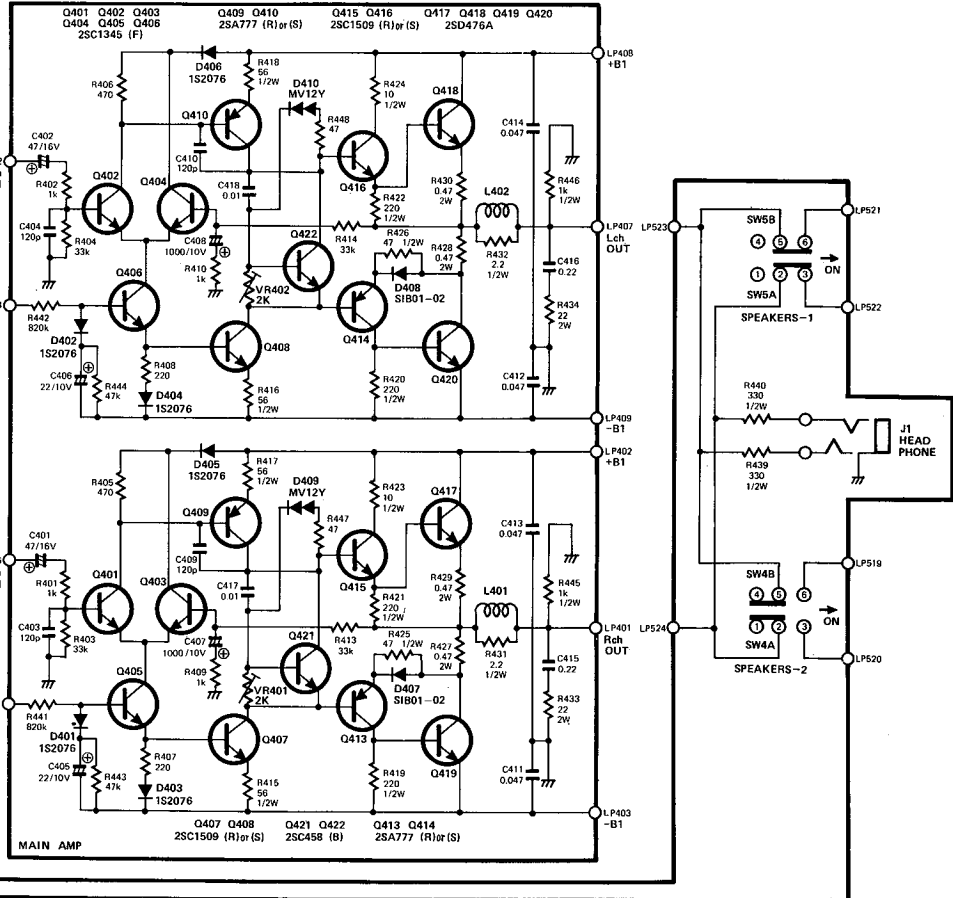 Q401 Q402 Q403
Q404 Q405 Q406
2SC1345 (F)
Q409 Q410
2SA777 (R) or (S)
Q415 Q416
2SC1509 (R) or (S)
Q417 Q418 Q419 Q420
2SD476A
LP408
+B1
D406
1S2076
R418
56
1/2W
D410
MV12Y
R406
470
Q410
R424
10
1/2W
Q418
R448
47
C414
0.047
C402
47/16V
C410
120p
R402
1k
Q402
Q404
C418
0.01
Q416
R422
220
1/2W
R430
0.47
2W
L402
R446
1k
1/2W
C404
120p
R404
33k
C408
1000/10V
Q422
R414
33k
R426
47 1/2W
R428
0.47
2W
R432
2.2
1/2W
LP407
Lch
OUT
LP523
R410
1k
VR402
2K
D408
SIB01-02
C416
0.22
Q406
R434
22
2W
R442
820k
D402
1S2076
Q408
Q414
Q420
R408
220
C406
22/10V
R444
47k
D404
1S2076
R416
56
1/2W
R420
220
1/2W
C412
0.047
LP409
-B1
SW5B
4 5 6
1 2 3
SW5A
ON
SPEAKERS-1
LP521
LP522
R440
330
1/2W
R439
330
1/2W
J1
HEAD
PHONE
LP402
+B1
D405
1S2076
R417
56
1/2W
D409
MV12Y
R405
470
Q409
R423
10
1/2W
Q417
R447
47
C413
0.047
C401
47/16V
C409
120p
R401
1k
Q401
Q403
C417
0.01
Q415
R421
220
1/2W
R429
0.47
2W
L401
R445
1k
1/2W
C403
120p
R403
33k
C407
1000/10V
Q421
R413
33k
R425
47 1/2W
R427
0.47
2W
R431
2.2
1/2W
LP401
Rch
OUT
LP524
R409
1k
VR401
2K
D407
SIB01-02
C415
0.22
Q405
R433
22
2W
R441
820k
D401
1S2076
Q407
Q413
Q419
R407
220
C405
22/10V
R443
47k
D403
1S2076
R415
56
1/2W
R419
220
1/2W
C411
0.047
LP403
-B1
SW4B
4 5 6
1 2 3
SW4A
ON
SPEAKERS-2
LP519
LP520
Q407 Q408
2SC1509 (R) or (S)
Q421 Q422
2SC458 (B)
Q413 Q414
2SA777 (R) or (S)
MAIN AMP